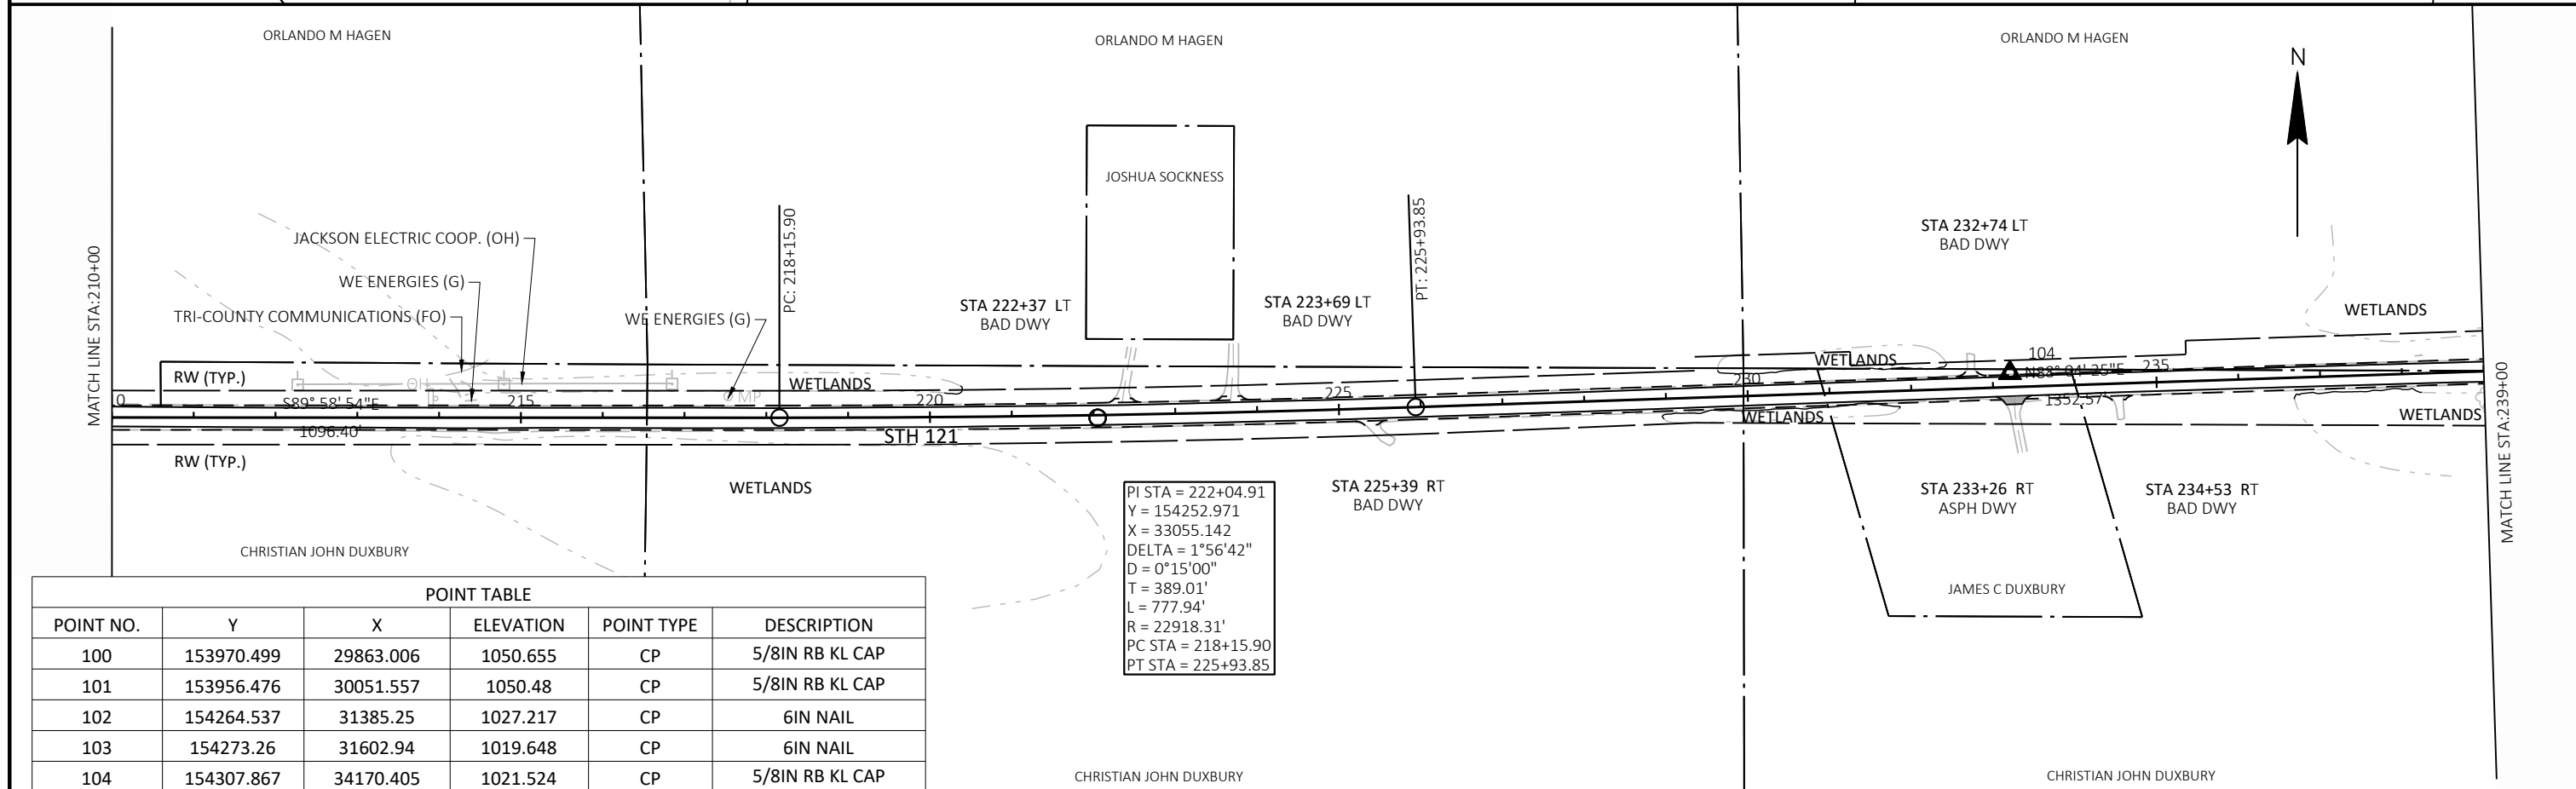 ORLANDO M HAGEN
ORLANDO M HAGEN
ORLANDO M HAGEN
N
JOSHUA SOCKNESS
MATCH LINE STA:210+00
JACKSON ELECTRIC COOP. (OH)
WE ENERGIES (G)
TRI-COUNTY COMMUNICATIONS (FO)
WE ENERGIES (G)
PC: 218+15.90
STA 222+37 LT
BAD DWY
STA 223+69 LT
BAD DWY
PT: 225+93.85
STA 232+74 LT
BAD DWY
WETLANDS
RW (TYP.)
OH
MP
WETLANDS
WETLANDS
104
N88° 04' 25"E
235
0
S89° 58' 54"E
215
220
225
230
1352.57'
1096.40'
STH 121
WETLANDS
WETLANDS
RW (TYP.)
WETLANDS
MATCH LINE STA:239+00
PI STA = 222+04.91
Y = 154252.971
X = 33055.142
DELTA = 1°56'42"
D = 0°15'00"
T = 389.01'
L = 777.94'
R = 22918.31'
PC STA = 218+15.90
PT STA = 225+93.85
STA 225+39 RT
BAD DWY
STA 233+26 RT
ASPH DWY
STA 234+53 RT
BAD DWY
CHRISTIAN JOHN DUXBURY
JAMES C DUXBURY
POINT TABLE
POINT NO. Y X ELEVATION POINT TYPE DESCRIPTION
100 153970.499 29863.006 1050.655 CP 5/8IN RB KL CAP
101 153956.476 30051.557 1050.48 CP 5/8IN RB KL CAP
102 154264.537 31385.25 1027.217 CP 6IN NAIL
103 154273.26 31602.94 1019.648 CP 6IN NAIL
104 154307.867 34170.405 1021.524 CP 5/8IN RB KL CAP
CHRISTIAN JOHN DUXBURY
CHRISTIAN JOHN DUXBURY